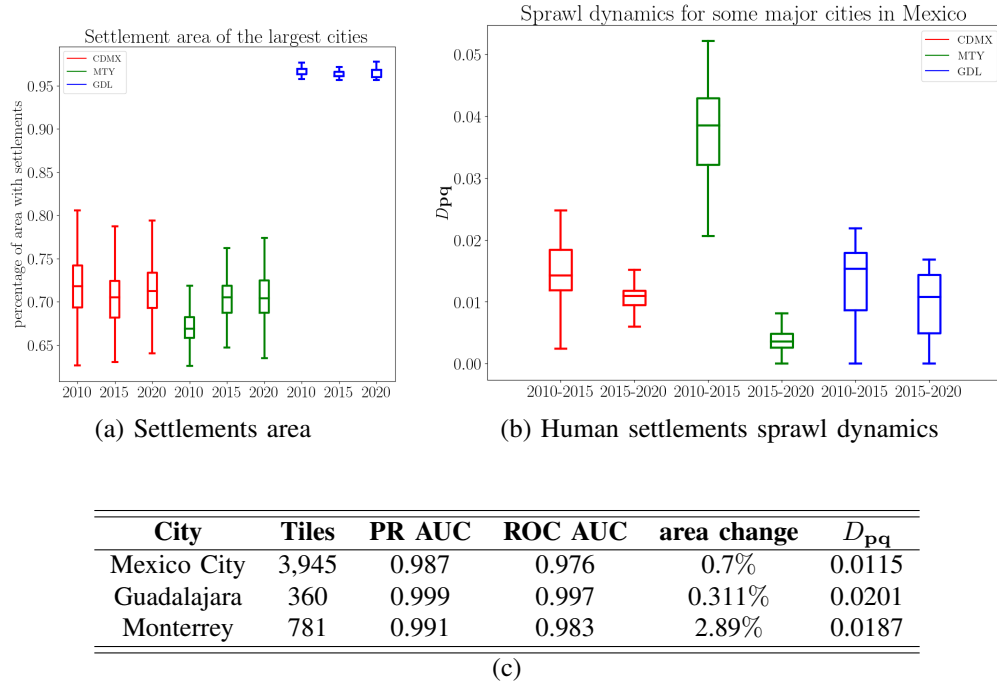 Settlement area of the largest cities
CDMX
MTY
GDL
percentage of area with settlements
0.95
0.90
0.85
0.80
0.75
0.70
0.65
2010 2015 2020 2010 2015 2020 2010 2015 2020
(a) Settlements area
Sprawl dynamics for some major cities in Mexico
CDMX
MTY
GDL
Dpq
0.05
0.04
0.03
0.02
0.01
0.00
2010-2015 2015-2020 2010-2015 2015-2020 2010-2015 2015-2020
(b) Human settlements sprawl dynamics
City Tiles PR AUC ROC AUC area change Dpq
Mexico City 3,945 0.987 0.976 0.7% 0.0115
Guadalajara 360 0.999 0.997 0.311% 0.0201
Monterrey 781 0.991 0.983 2.89% 0.0187
(c)